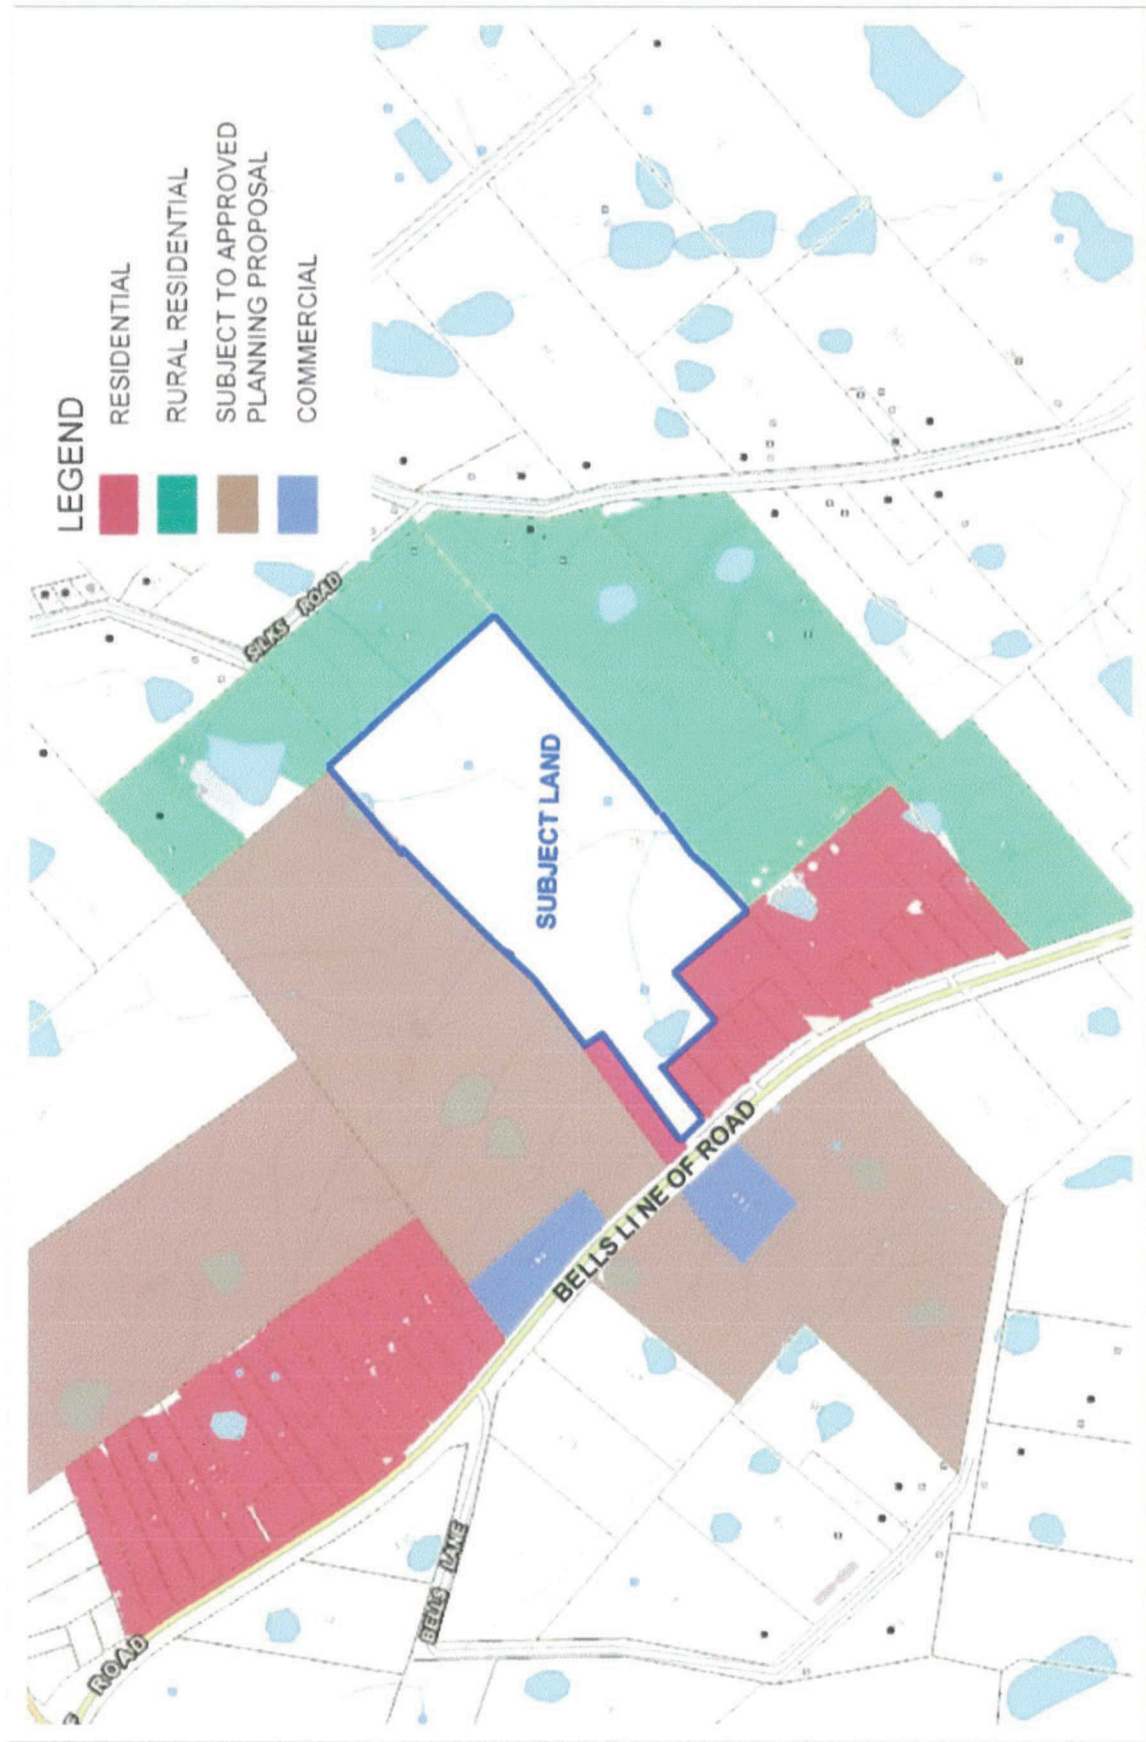 LEGEND
RESIDENTIAL
RURAL RESIDENTIAL
SUBJECT TO APPROVED
PLANNING PROPOSAL
COMMERCIAL
SILKS ROAD
SUBJECT LAND
BELLS LINE OF ROAD
BELLS LANE
E ROAD